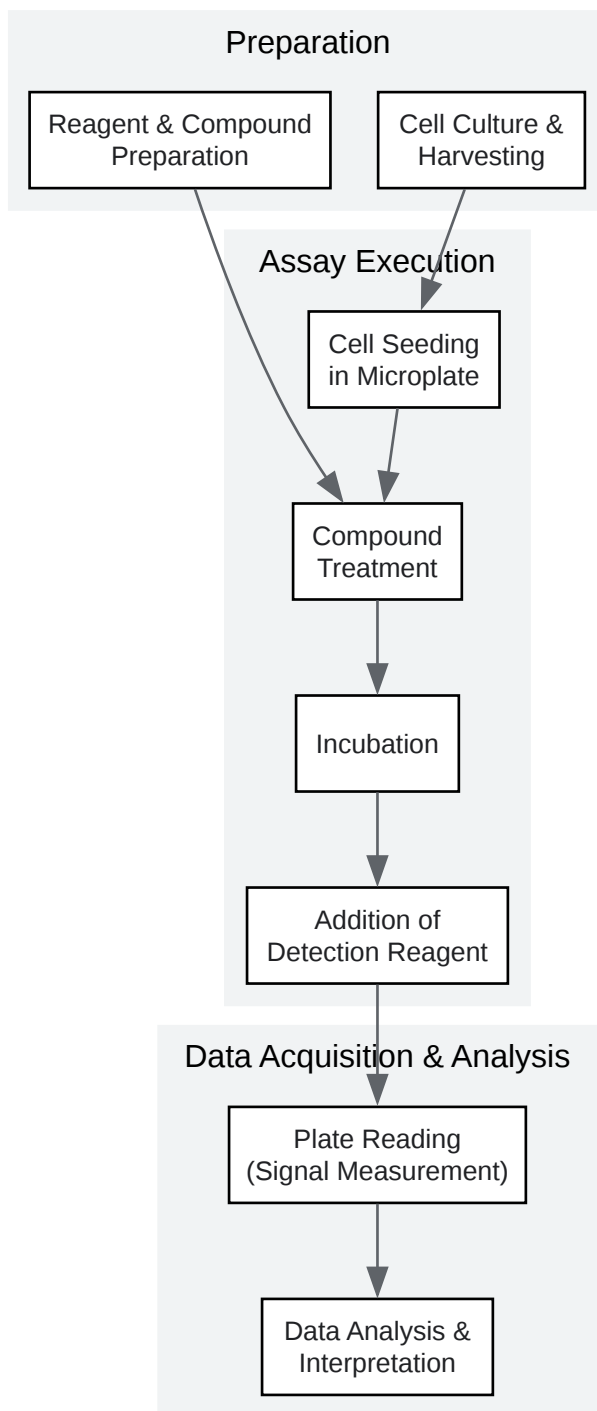 Preparation
Reagent & Compound
Preparation
Cell Culture &
Harvesting
Assay Execution
Cell Seeding
in Microplate
Compound
Treatment
Incubation
Addition of
Detection Reagent
Data Acquisition & Analysis
Plate Reading
(Signal Measurement)
Data Analysis &
Interpretation